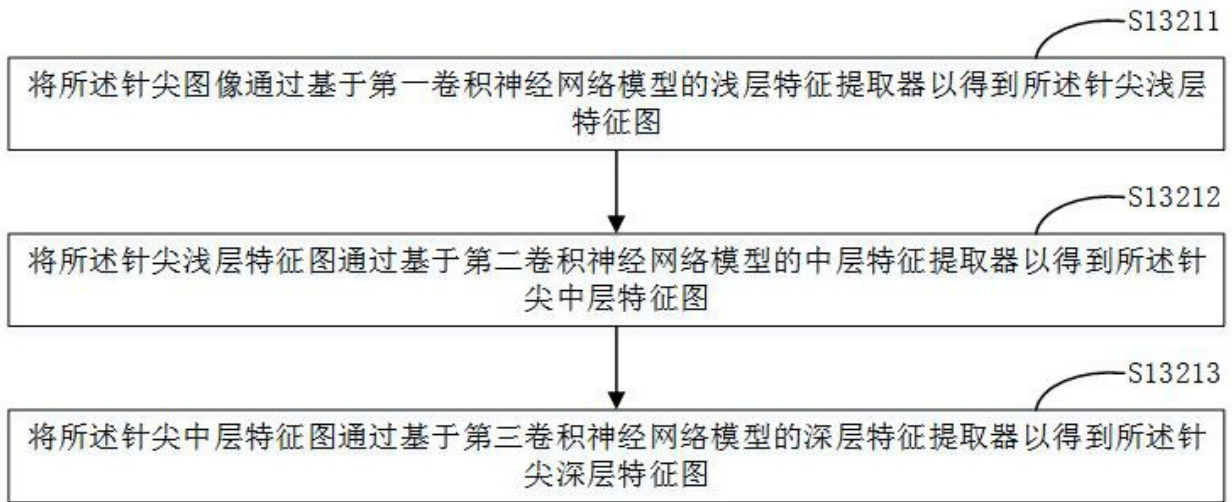 S13211
将所述针尖图像通过基于第一卷积神经网络模型的浅层特征提取器以得到所述针尖浅层
特征图
S13212
将所述针尖浅层特征图通过基于第二卷积神经网络模型的中层特征提取器以得到所述针
尖中层特征图
S13213
将所述针尖中层特征图通过基于第三卷积神经网络模型的深层特征提取器以得到所述针
尖深层特征图